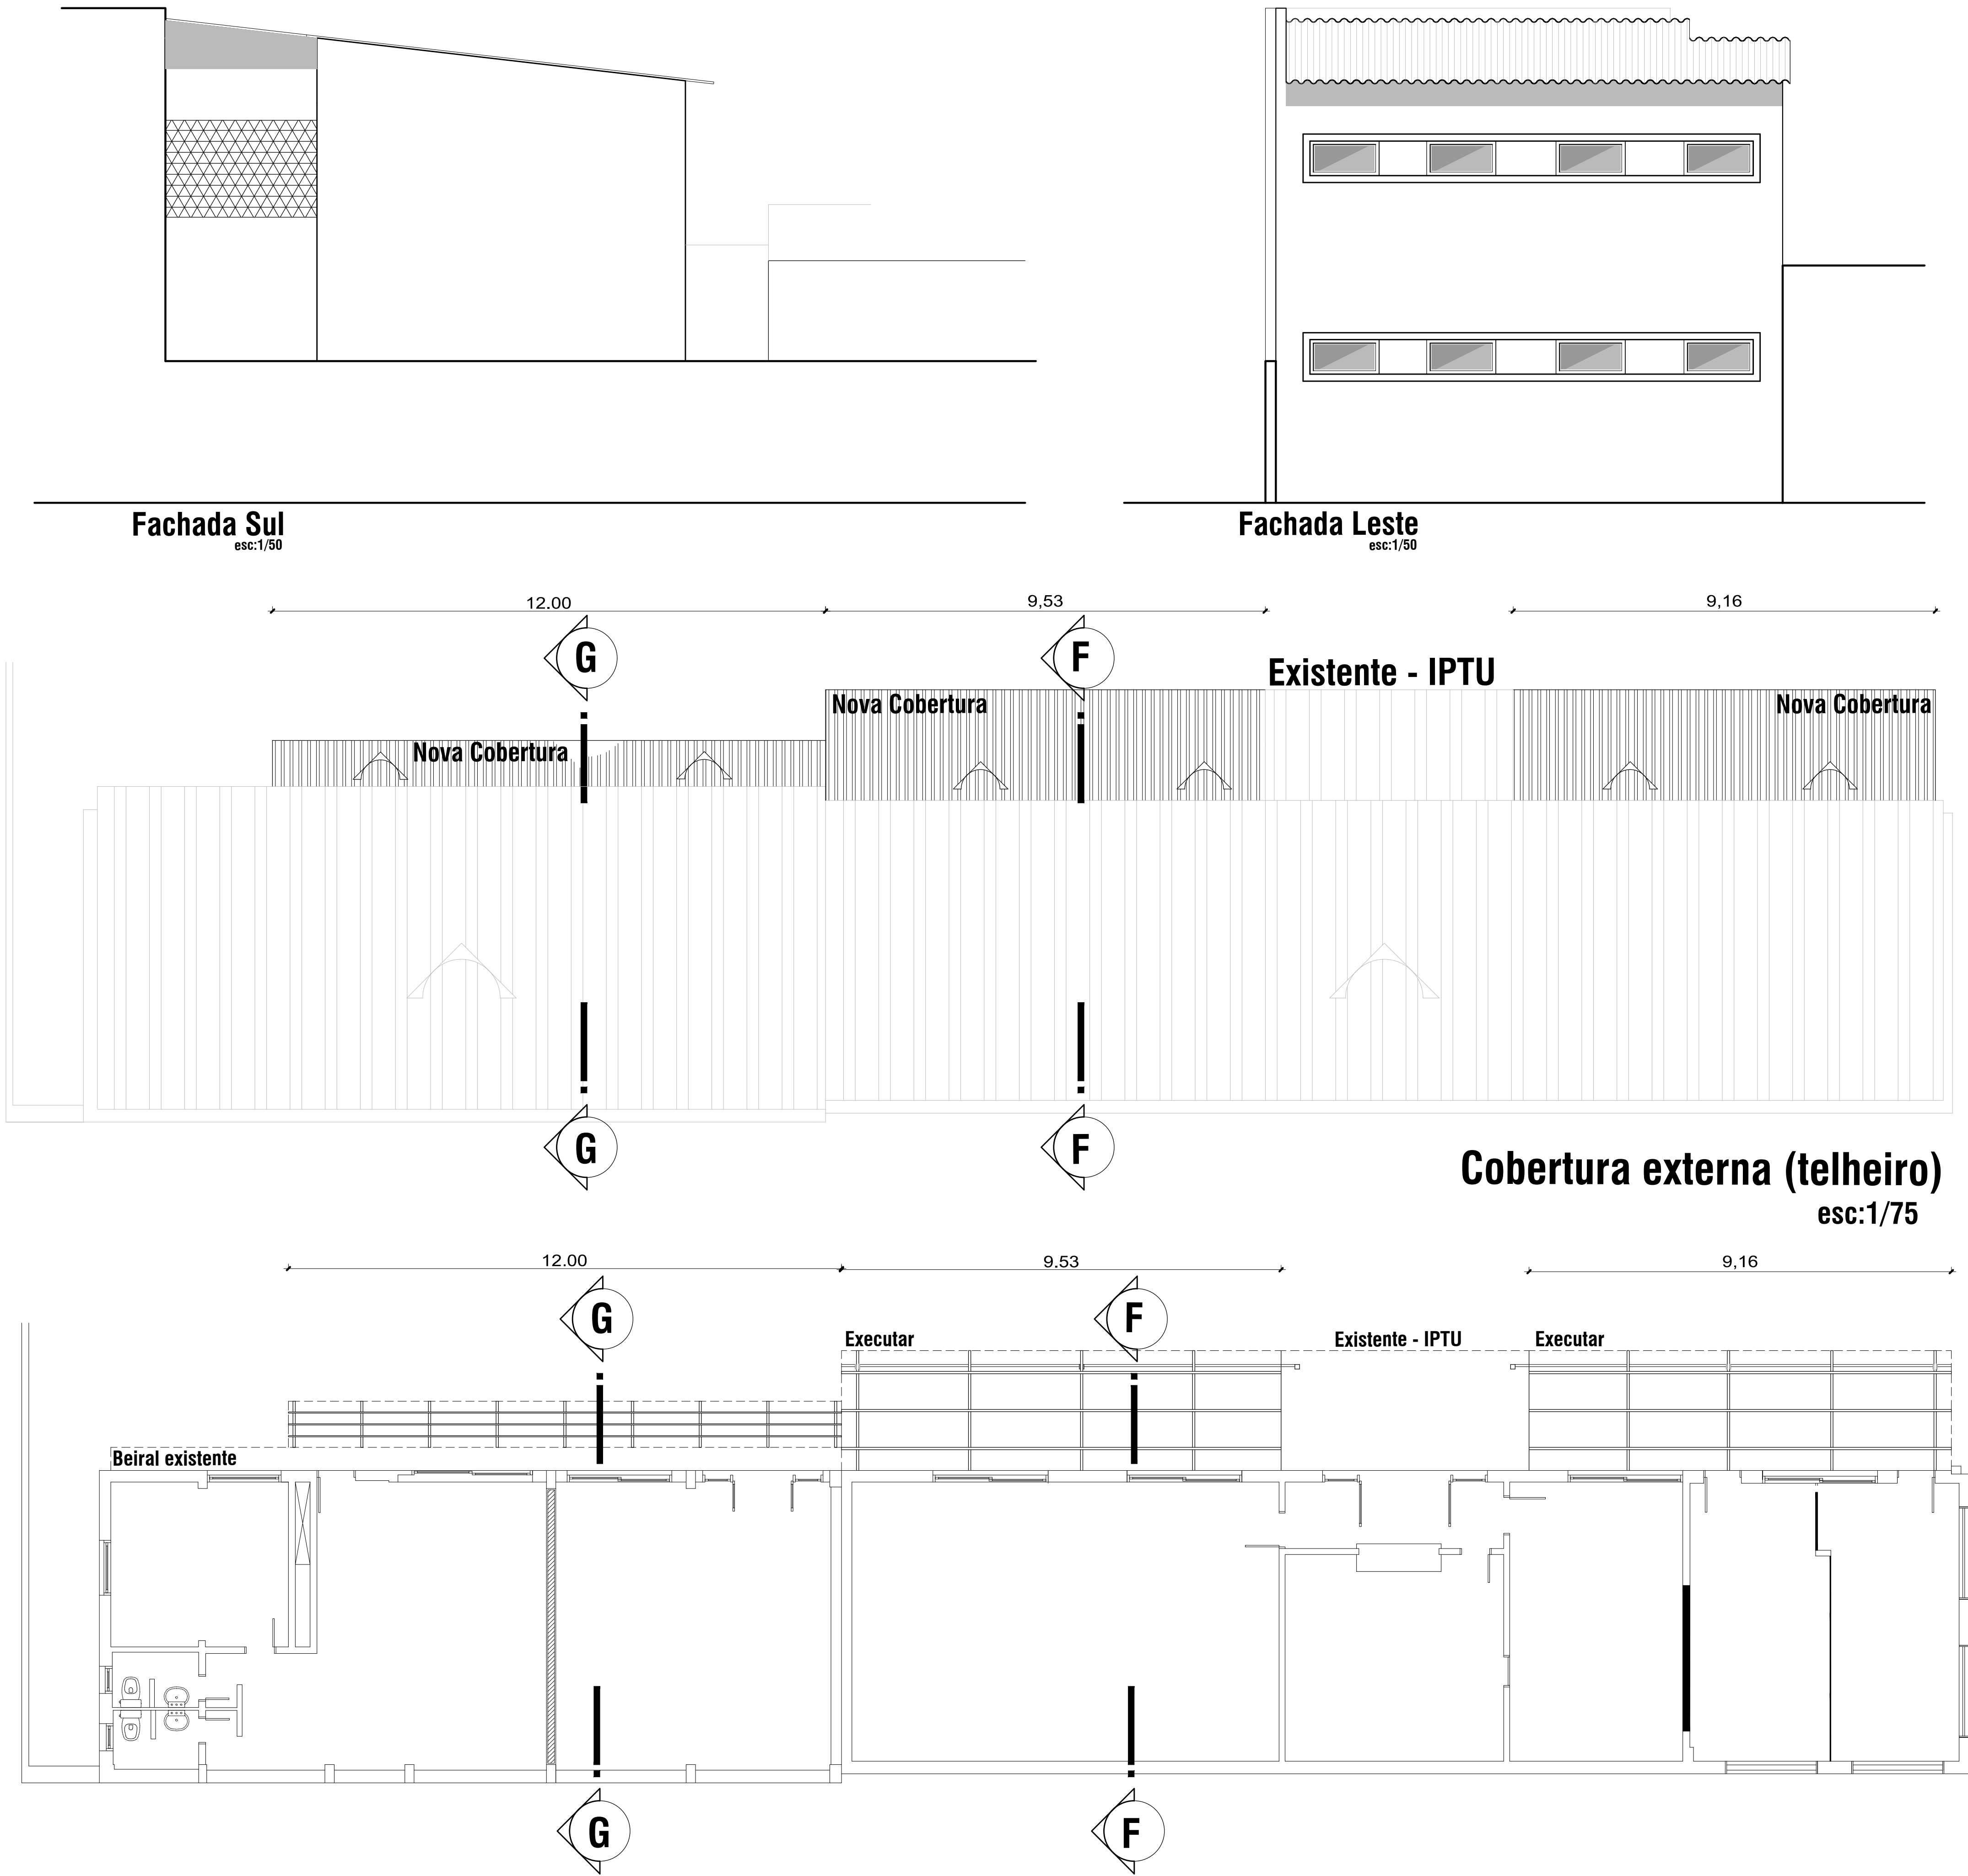 Fachada Sul
esc:1/50
Fachada Leste
esc:1/50
12.00
9,53
9,16
G
F
Existente - IPTU
Nova Cobertura
Nova Cobertura
Nova Cobertura
G
F
Cobertura externa (telheiro)
esc:1/75
12.00
9.53
9,16
G
F
Executar
Existente - IPTU
Executar
Beiral existente
G
F